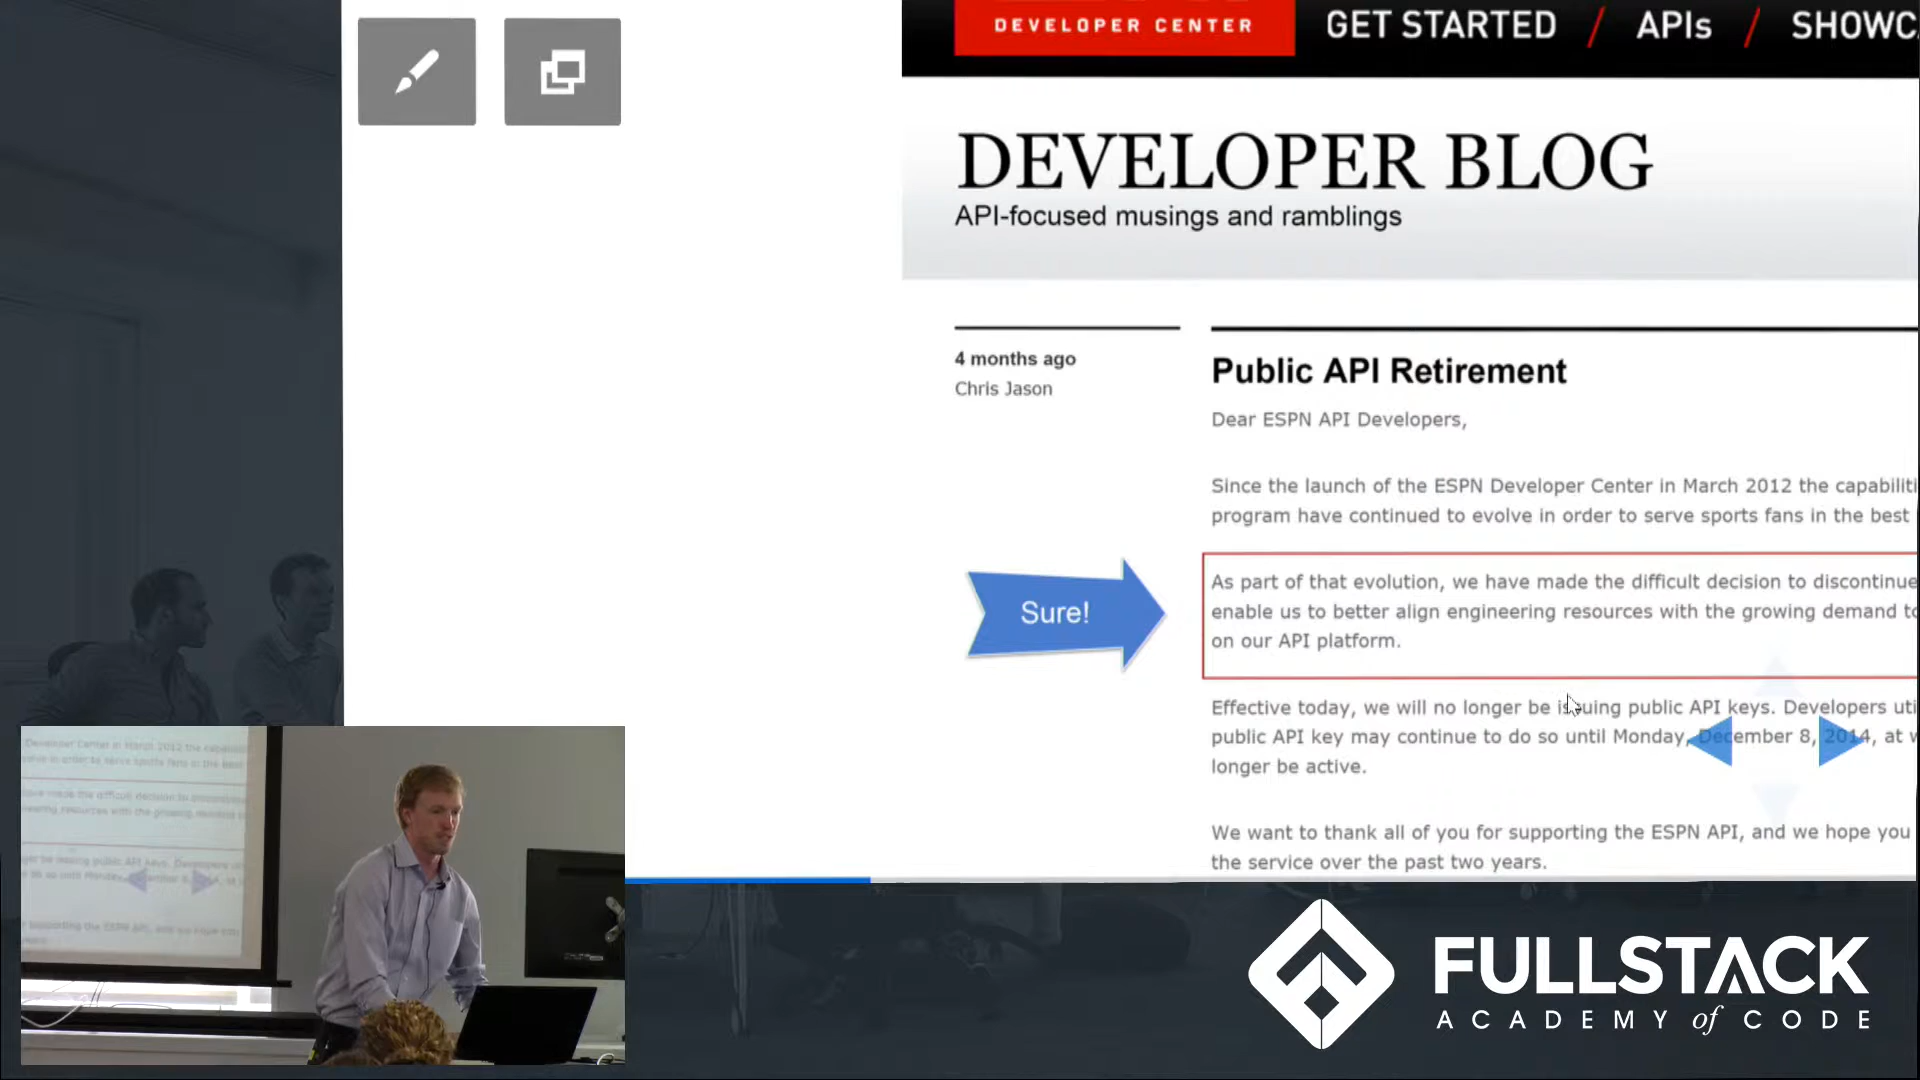 DEVELOPER CENTER
GET STARTED / APIs / SHOWC
DEVELOPER BLOG
API-focused musings and ramblings
4 months ago
Chris Jason
Public API Retirement
Dear ESPN API Developers,
Since the launch of the ESPN Developer Center in March 2012 the capabiliti
program have continued to evolve in order to serve sports fans in the best
Sure!
As part of that evolution, we have made the difficult decision to discontinue
enable us to better align engineering resources with the growing demand to
on our API platform.
Effective today, we will no longer be issuing public API keys. Developers uti
public API key may continue to do so until Monday, December 8, 2014, at w
longer be active.
We want to thank all of you for supporting the ESPN API, and we hope you
the service over the past two years.
FULLSTACK
ACADEMY of CODE